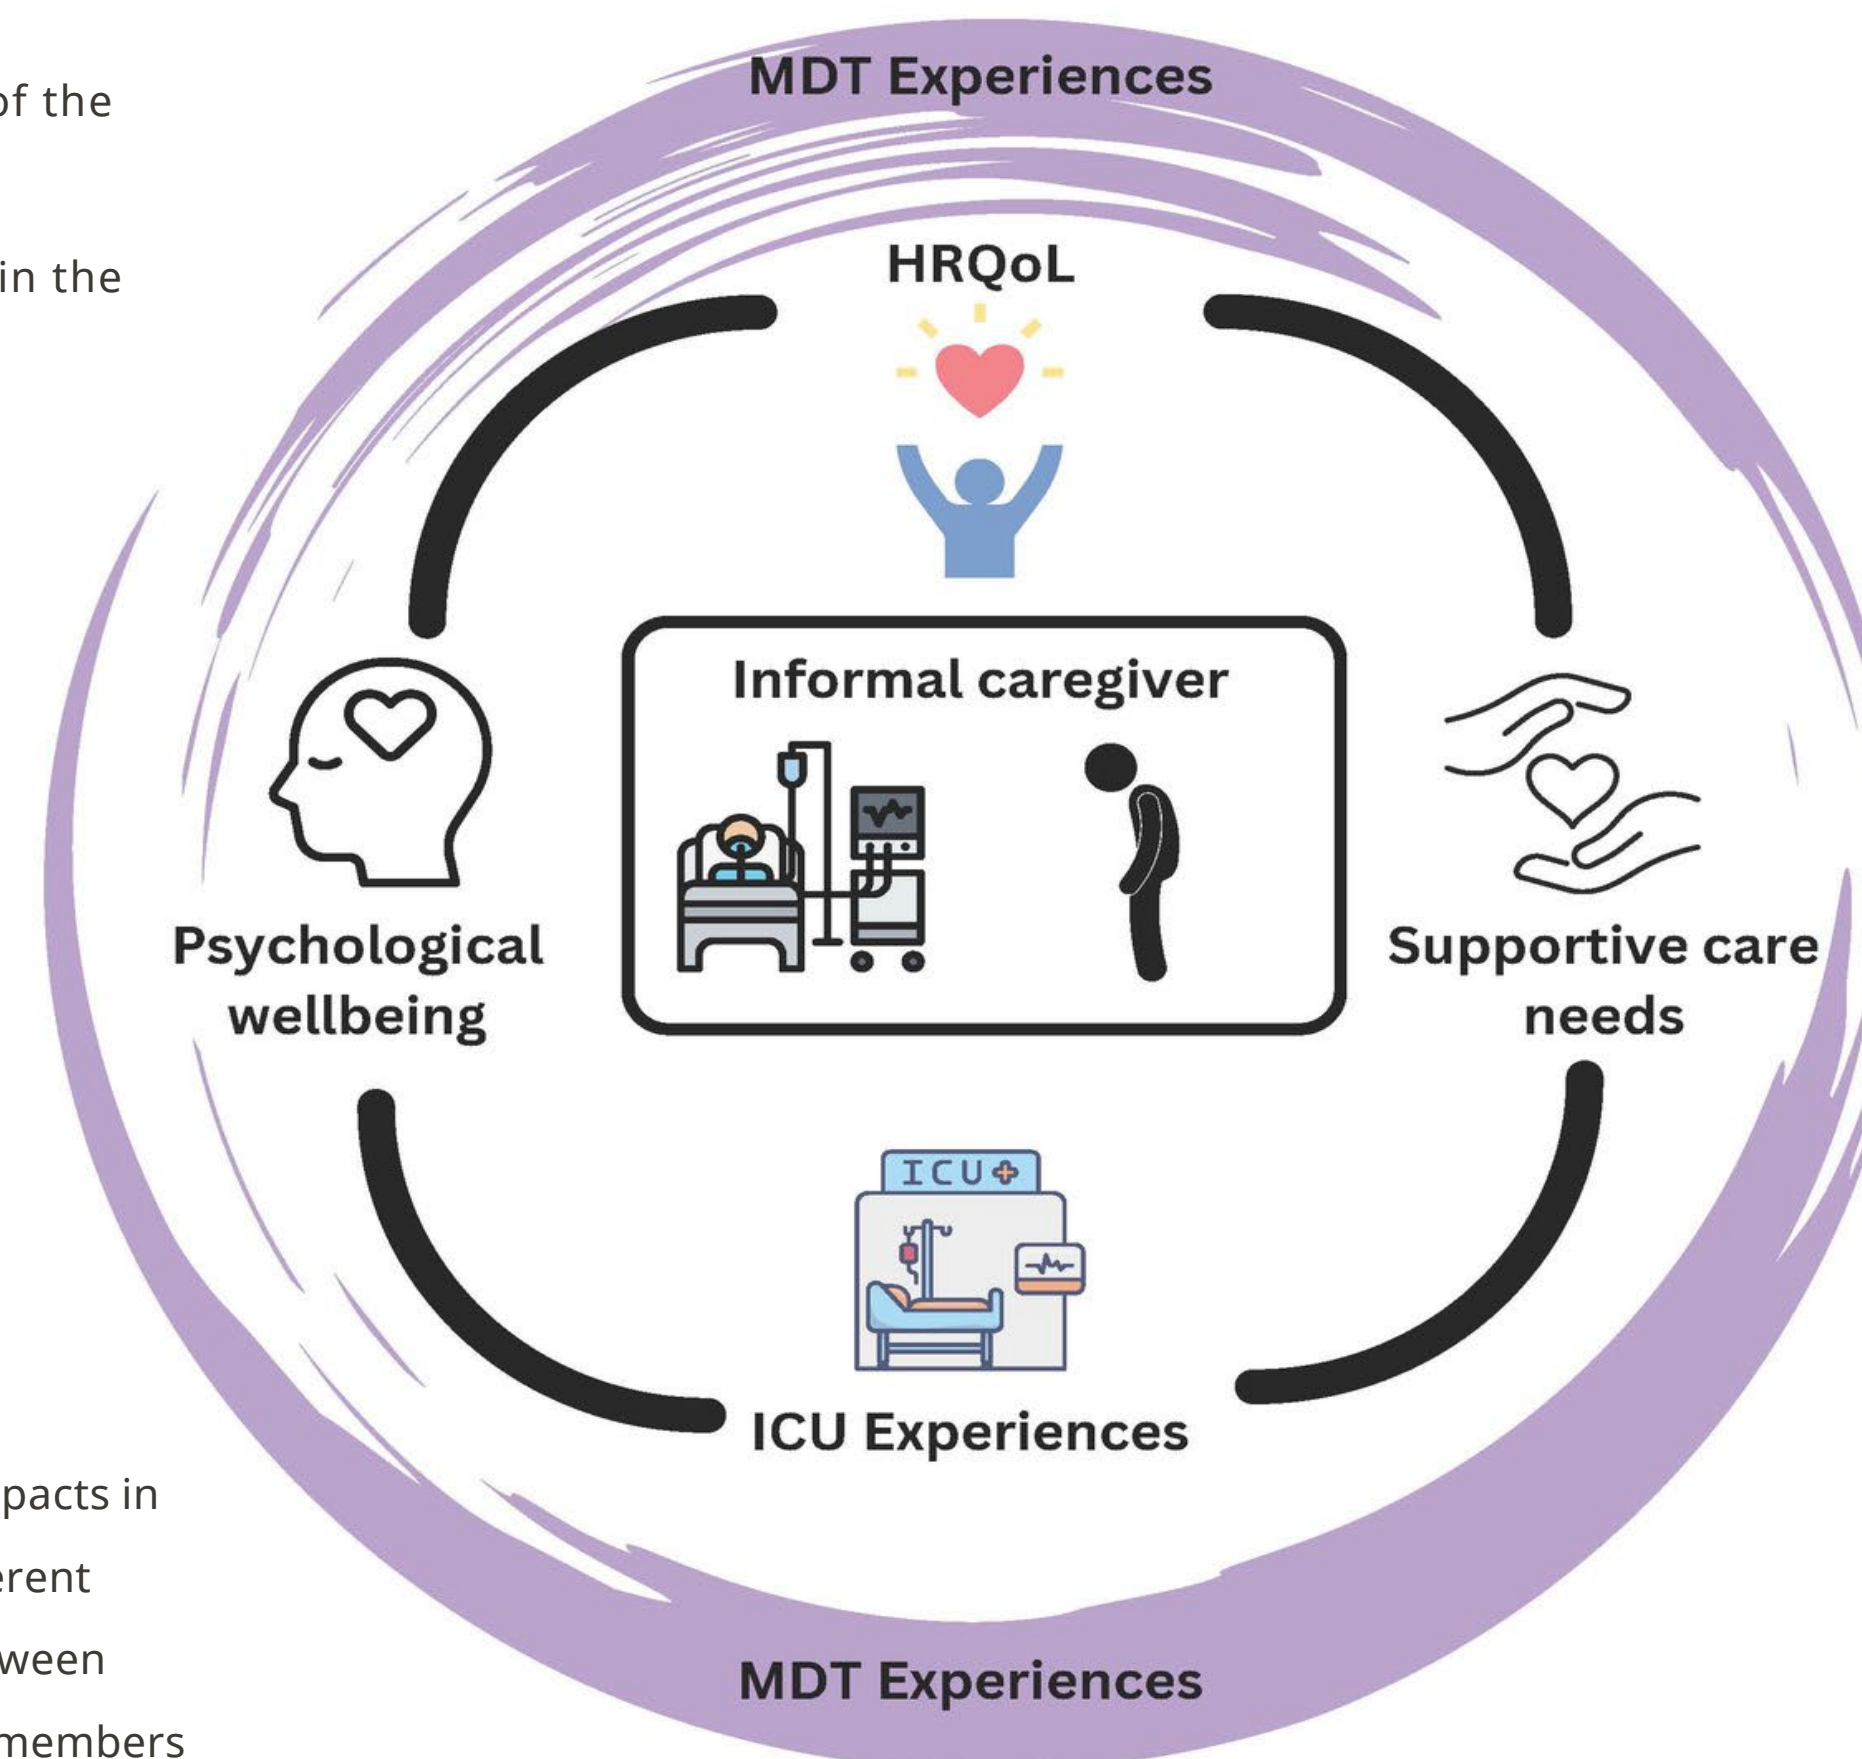 of the
in the
MDT Experiences
HRQoL
Informal caregiver
Psychological
wellbeing
Supportive care
needs
ICU
ICU Experiences
MDT Experiences
pacts in
erent
ween
members